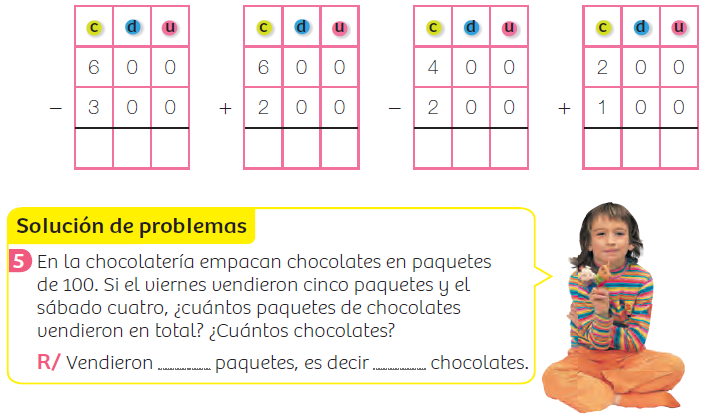 c d u c d u c d u c d u
6 0 0 6 0 0 4 0 0 2 0 0
− 3 0 0 + 2 0 0 − 2 0 0 + 1 0 0
Solución de problemas
5 En la chocolatería empacan chocolates en paquetes
de 100. Si el viernes vendieron cinco paquetes y el
sábado cuatro, ¿cuántos paquetes de chocolates
vendieron en total? ¿Cuántos chocolates?
R/ Vendieron ________ paquetes, es decir ________ chocolates.